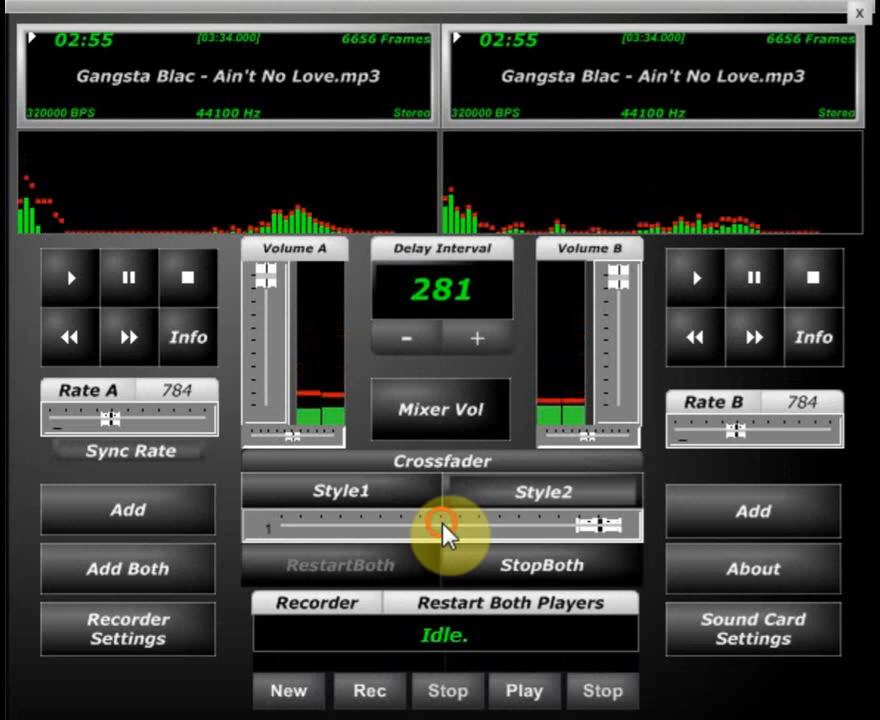 x
02:55 [03:34.000] 6656 Frames
Gangsta Blac - Ain't No Love.mp3
320000 BPS 44100 Hz Stereo
02:55 [03:34.000] 6656 Frames
Gangsta Blac - Ain't No Love.mp3
320000 BPS 44100 Hz Stereo
Volume A
Delay Interval
Volume B
281
- +
Info
Info
Mixer Vol
Rate A 784
Rate B 784
Sync Rate
Crossfader
Style1 Style2
1
Add
Add
RestartBoth StopBoth
Add Both
About
Recorder Restart Both Players
Recorder
Settings
Idle.
Sound Card
Settings
New Rec Stop Play Stop